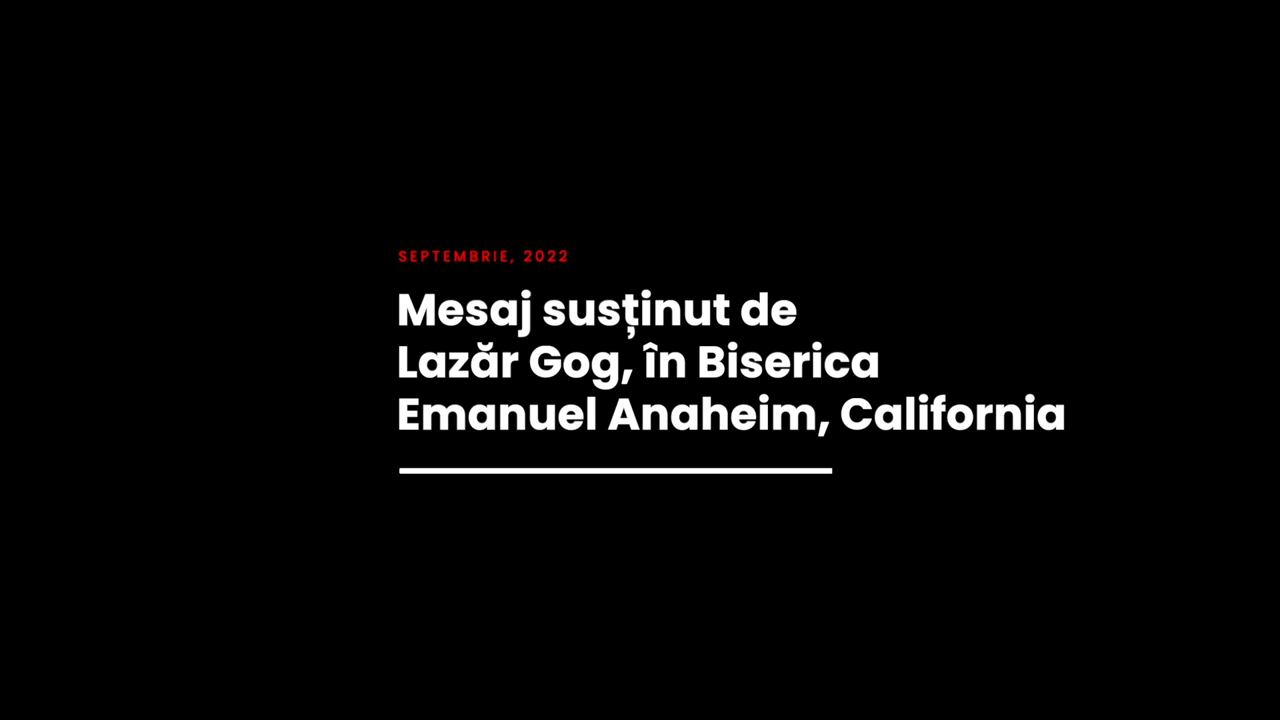 SEPTEMBRIE, 2022
Mesaj susținut de
Lazăr Gog, în Biserica
Emanuel Anaheim, California